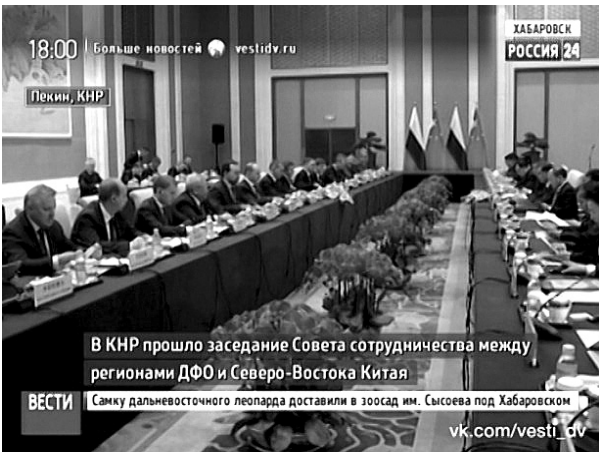 18:00 Больше новостей vestidv.ru
ХАБАРОВСК
РОССИЯ 24
Пекин, КНР
В КНР прошло заседание Совета сотрудничества между
регионами ДФО и Северо-Востока Китая
ВЕСТИ
Самку дальневосточного леопарда доставили в зоосад им. Сысоева под Хабаровском
vk.com/vesti_dv